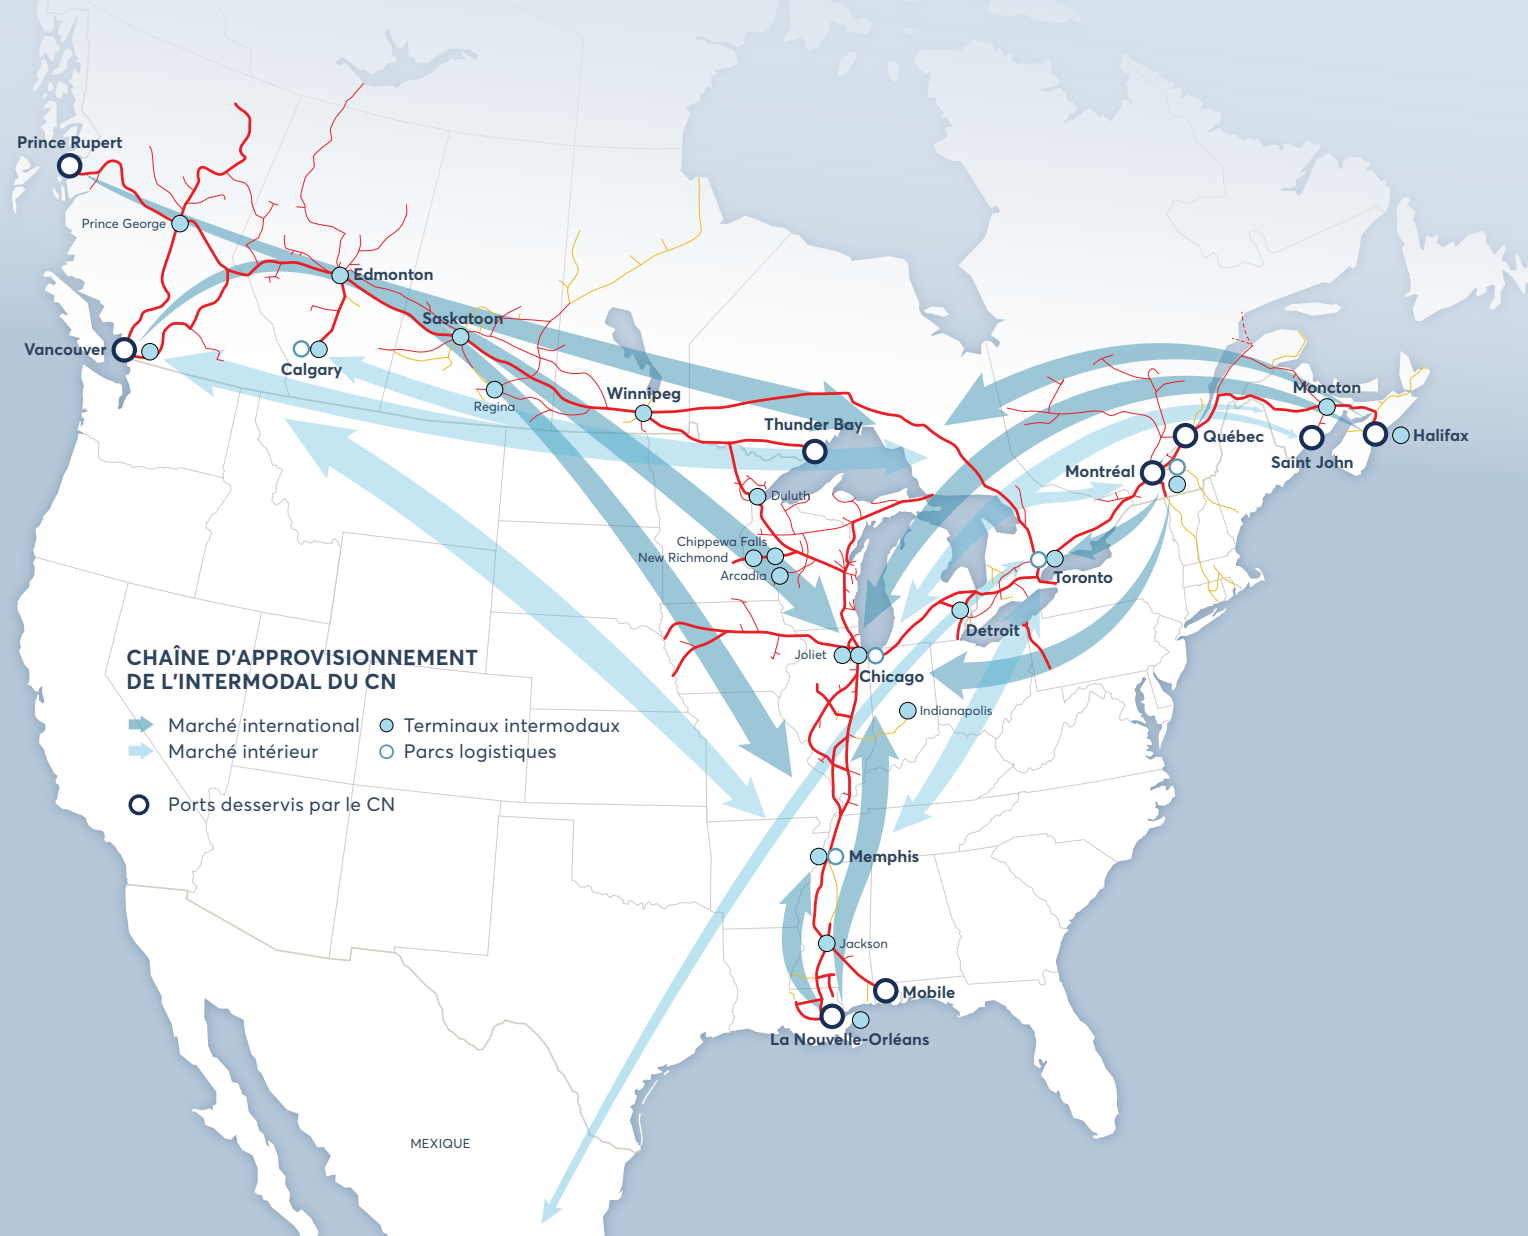 Prince Rupert
Prince George
Edmonton
Saskatoon
Vancouver
Calgary
Regina
Winnipeg
Thunder Bay
Duluth
Chippewa Falls
New Richmond
Arcadia
Moncton
Québec
Halifax
Saint John
Montréal
Toronto
Detroit
Joliet
Chicago
Indianapolis
CHAÎNE D'APPROVISIONNEMENT
DE L'INTERMODAL DU CN
Marché international
Terminaux intermodaux
Marché intérieur
Parcs logistiques
Ports desservis par le CN
Memphis
Jackson
Mobile
La Nouvelle-Orléans
MEXIQUE